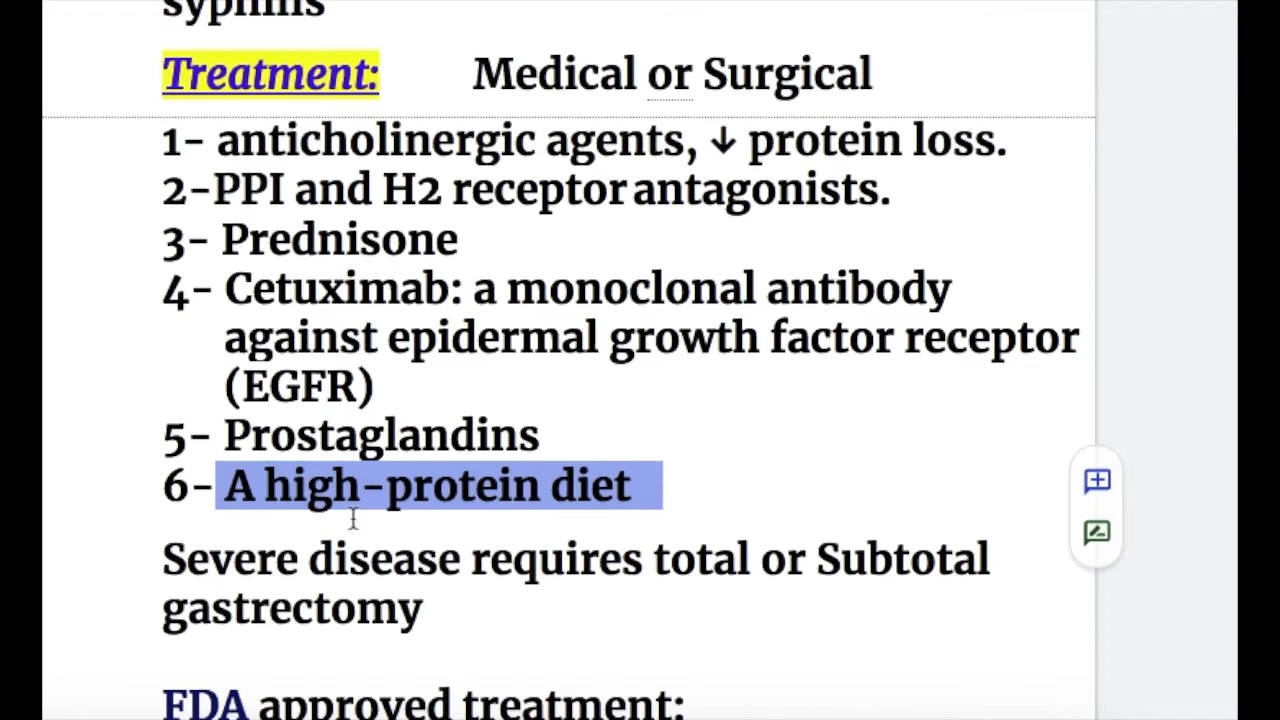 syphilis
Treatment: Medical or Surgical
1- anticholinergic agents, ↓ protein loss.
2-PPI and H2 receptor antagonists.
3- Prednisone
4- Cetuximab: a monoclonal antibody
against epidermal growth factor receptor
(EGFR)
5- Prostaglandins
6- A high-protein diet
Severe disease requires total or Subtotal
gastrectomy
FDA approved treatment: